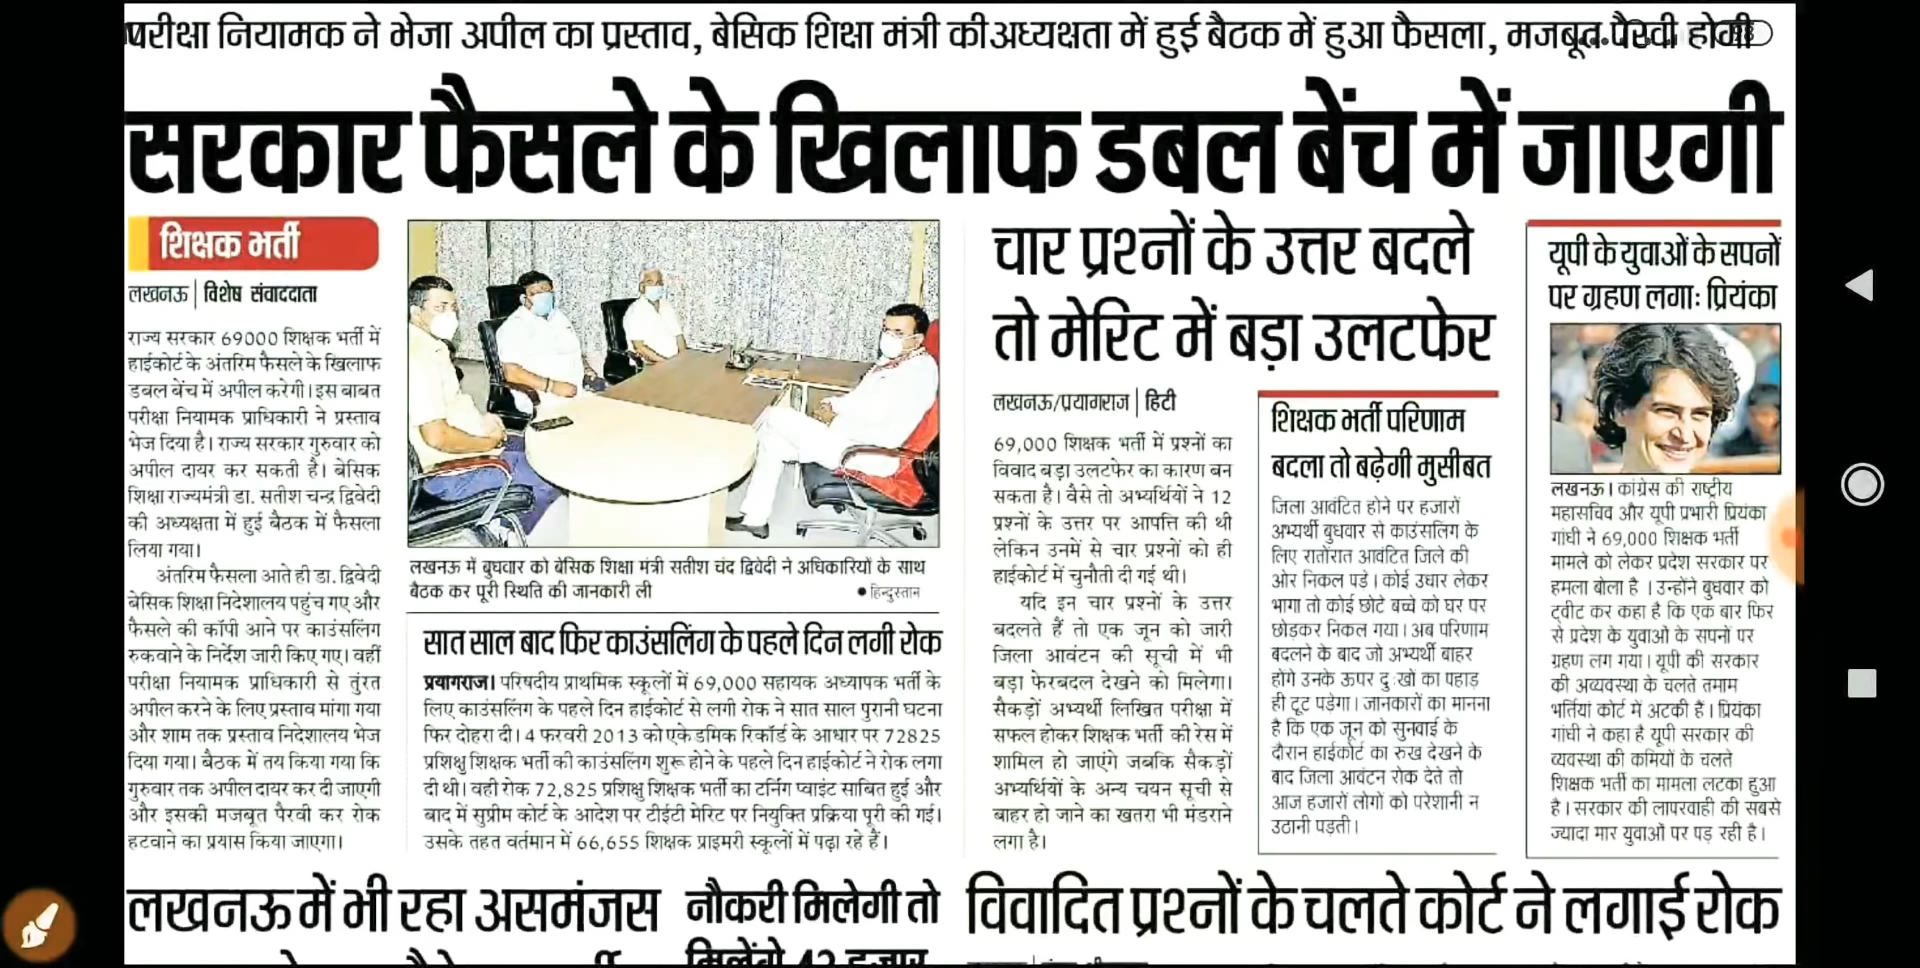 परीक्षा नियामक ने भेजा अपील का प्रस्ताव, बेसिक शिक्षा मंत्री की अध्यक्षता में हुई बैठक में हुआ फैसला, मजबूत पैरवी होगी
सरकार फैसले के खिलाफ डबल बेंच में जाएगी
शिक्षक भर्ती
लखनऊ | विशेष संवाददाता
राज्य सरकार 69000 शिक्षक भर्ती में
हाईकोर्ट के अंतरिम फैसले के खिलाफ
डबल बेंच में अपील करेगी। इस बाबत
परीक्षा नियामक प्राधिकारी ने प्रस्ताव
भेज दिया है। राज्य सरकार गुरुवार को
अपील दायर कर सकती है। बेसिक
शिक्षा राज्यमंत्री डा. सतीश चन्द्र द्विवेदी
की अध्यक्षता में हुई बैठक में फैसला
लिया गया।
अंतरिम फैसला आते ही डा. द्विवेदी
बेसिक शिक्षा निदेशालय पहुंच गए और
फैसले की कॉपी आने पर काउंसलिंग
रुकवाने के निर्देश जारी किए गए। वहीं
परीक्षा नियामक प्राधिकारी से तुंरत
अपील करने के लिए प्रस्ताव मांगा गया
और शाम तक प्रस्ताव निदेशालय भेज
दिया गया। बैठक में तय किया गया कि
गुरुवार तक अपील दायर कर दी जाएगी
और इसकी मजबूत पैरवी कर रोक
हटवाने का प्रयास किया जाएगा।
लखनऊ में बुधवार को बेसिक शिक्षा मंत्री सतीश चंद द्विवेदी ने अधिकारियों के साथ
बैठक कर पूरी स्थिति की जानकारी ली
● हिन्दुस्तान
सात साल बाद फिर काउंसलिंग के पहले दिन लगी रोक
प्रयागराज। परिषदीय प्राथमिक स्कूलों में 69,000 सहायक अध्यापक भर्ती के
लिए काउंसलिंग के पहले दिन हाईकोर्ट से लगी रोक ने सात साल पुरानी घटना
फिर दोहरा दी। 4 फरवरी 2013 को एकेडमिक रिकॉर्ड के आधार पर 72825
प्रशिक्षु शिक्षक भर्ती की काउंसलिंग शुरू होने के पहले दिन हाईकोर्ट ने रोक लगा
दी थी। वही रोक 72,825 प्रशिक्षु शिक्षक भर्ती का टर्निंग प्वाइंट साबित हुई और
बाद में सुप्रीम कोर्ट के आदेश पर टीईटी मेरिट पर नियुक्ति प्रक्रिया पूरी की गई।
उसके तहत वर्तमान में 66,655 शिक्षक प्राइमरी स्कूलों में पढ़ा रहे हैं।
चार प्रश्नों के उत्तर बदले
तो मेरिट में बड़ा उलटफेर
लखनऊ/प्रयागराज | हिटी
69,000 शिक्षक भर्ती में प्रश्नों का
विवाद बड़ा उलटफेर का कारण बन
सकता है। वैसे तो अभ्यर्थियों ने 12
प्रश्नों के उत्तर पर आपत्ति की थी
लेकिन उनमें से चार प्रश्नों को ही
हाईकोर्ट में चुनौती दी गई थी।
यदि इन चार प्रश्नों के उत्तर
बदलते हैं तो एक जून को जारी
जिला आवंटन की सूची में भी
बड़ा फेरबदल देखने को मिलेगा।
सैकड़ों अभ्यर्थी लिखित परीक्षा में
सफल होकर शिक्षक भर्ती की रेस में
शामिल हो जाएंगे जबकि सैकड़ों
अभ्यर्थियों के अन्य चयन सूची से
बाहर हो जाने का खतरा भी मंडराने
लगा है।
शिक्षक भर्ती परिणाम
बदला तो बढ़ेगी मुसीबत
जिला आवंटित होने पर हजारों
अभ्यर्थी बुधवार से काउंसलिंग के
लिए रातोंरात आवंटित जिले की
ओर निकल पड़े। कोई उधार लेकर
भागा तो कोई छोटे बच्चे को घर पर
छोड़कर निकल गया। अब परिणाम
बदलने के बाद जो अभ्यर्थी बाहर
होंगे उनके ऊपर दु:खों का पहाड़
ही टूट पड़ेगा। जानकारों का मानना
है कि एक जून को सुनवाई के
दौरान हाईकोर्ट का रुख देखने के
बाद जिला आवंटन रोक देते तो
आज हजारों लोगों को परेशानी न
उठानी पड़ती।
यूपी के युवाओं के सपनों
पर ग्रहण लगा: प्रियंका
लखनऊ। कांग्रेस की राष्ट्रीय
महासचिव और यूपी प्रभारी प्रियंका
गांधी ने 69,000 शिक्षक भर्ती
मामले को लेकर प्रदेश सरकार पर
हमला बोला है । उन्होंने बुधवार को
ट्वीट कर कहा है कि एक बार फिर
से प्रदेश के युवाओं के सपनों पर
ग्रहण लग गया। यूपी की सरकार
की अव्यवस्था के चलते तमाम
भर्तियां कोर्ट में अटकी हैं। प्रियंका
गांधी ने कहा है यूपी सरकार की
व्यवस्था की कमियों के चलते
शिक्षक भर्ती का मामला लटका हुआ
है। सरकार की लापरवाही की सबसे
ज्यादा मार युवाओं पर पड़ रही है।
लखनऊ में भी रहा असमंजस
नौकरी मिलेगी तो
विवादित प्रश्नों के चलते कोर्ट ने लगाई रोक